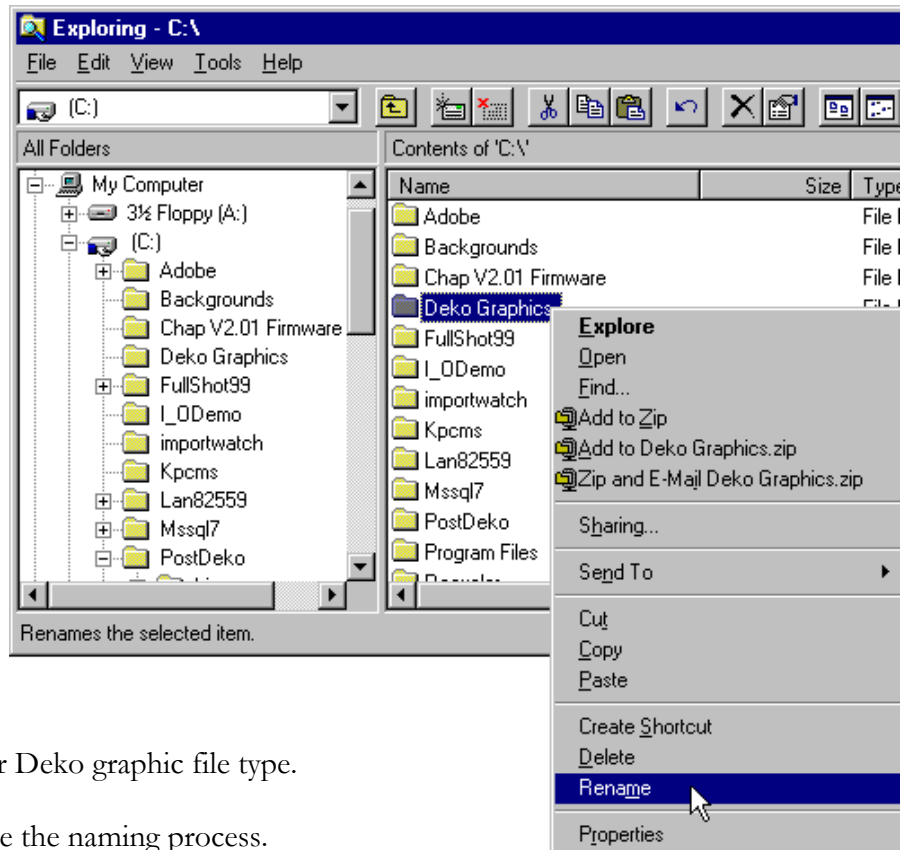 Exploring - C:\
File Edit View Tools Help
(C:)
All Folders
Contents of 'C:\'
My Computer
3½ Floppy (A:)
(C:)
Adobe
Backgrounds
Chap V2.01 Firmware
Deko Graphics
FullShot99
I_ODemo
importwatch
Kpcms
Lan82559
Mssql7
PostDeko
Name Size Type
Adobe File
Backgrounds File
Chap V2.01 Firmware File
Deko Graphics File
FullShot99
I_ODemo
importwatch
Kpcms
Lan82559
Mssql7
PostDeko
Program Files
Explore
Open
Find...
Add to Zip
Add to Deko Graphics.zip
Zip and E-Mail Deko Graphics.zip
Sharing...
Send To
Cut
Copy
Paste
Create Shortcut
Delete
Rename
Properties
Renames the selected item.
r Deko graphic file type.
e the naming process.